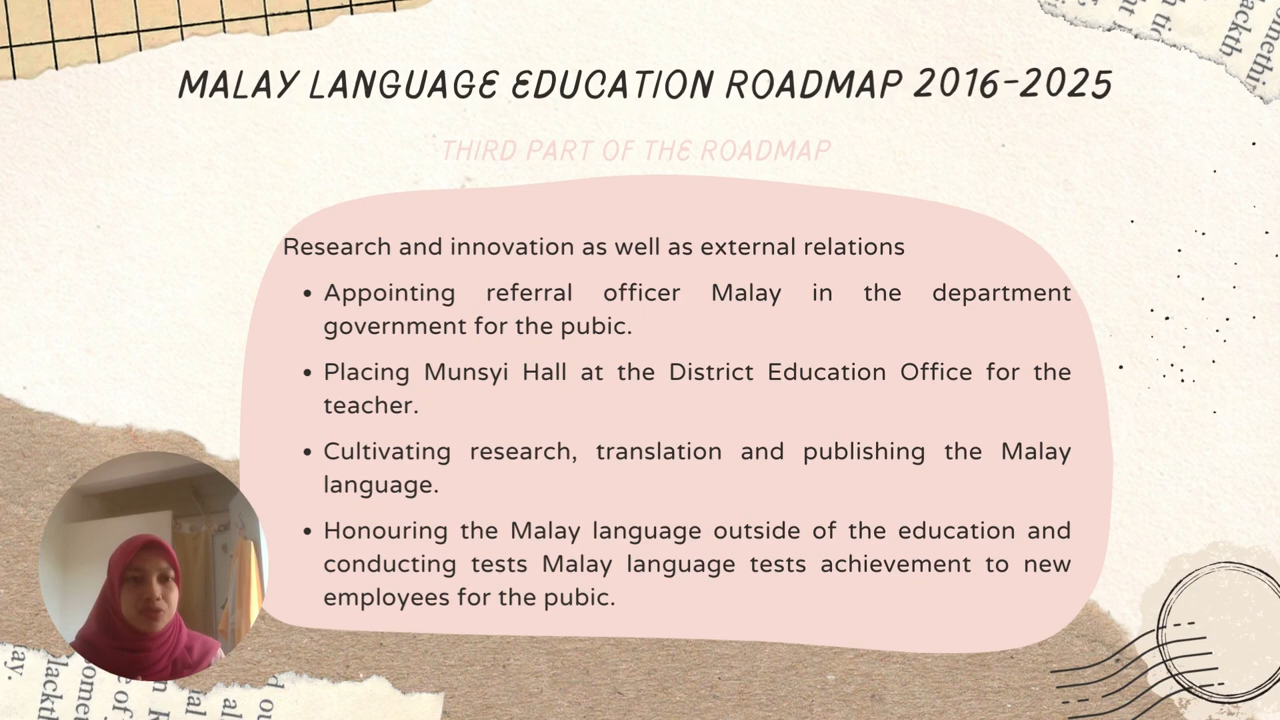 MALAY LANGUAGE EDUCATION ROADMAP 2016-2025
THIRD PART OF THE ROADMAP
Research and innovation as well as external relations
• Appointing referral officer Malay in the department
government for the pubic.
• Placing Munsyi Hall at the District Education Office for the
teacher.
• Cultivating research, translation and publishing the Malay
language.
• Honouring the Malay language outside of the education and
conducting tests Malay language tests achievement to new
employees for the pubic.